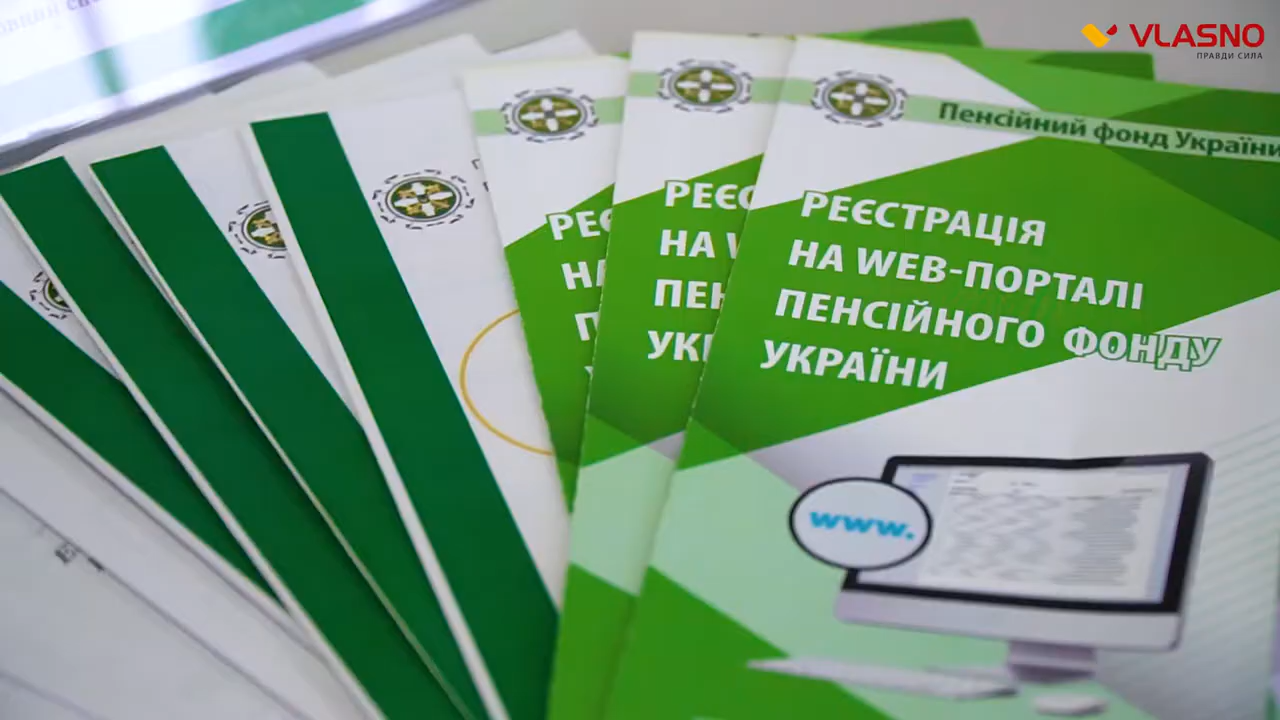 VLASNO
ПРАВДИ СИЛА
Пенсійний фонд України
РЕЄСТРАЦІЯ
НА WEB-ПОРТАЛІ
ПЕНСІЙНОГО ФОНДУ
УКРАЇНИ
www.